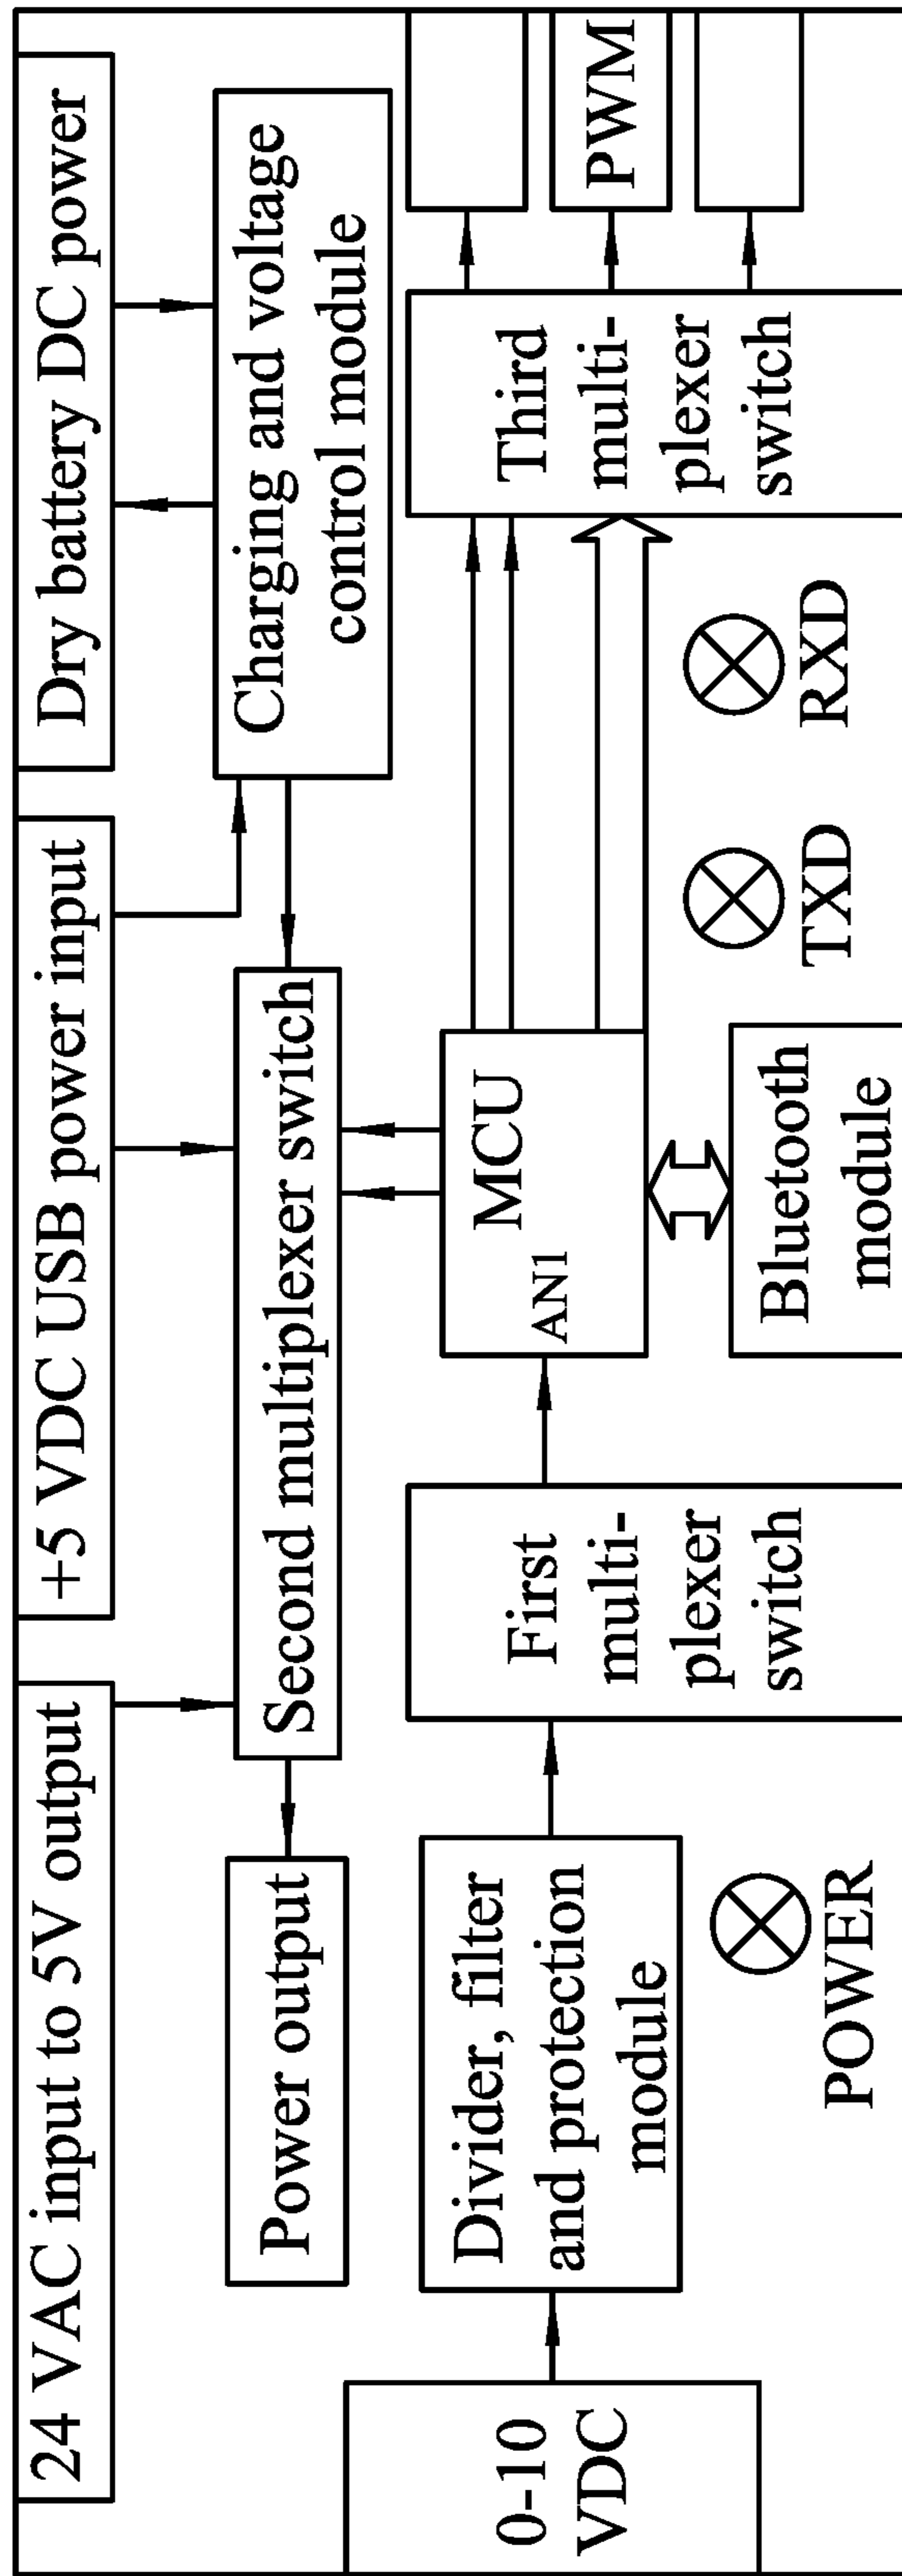 24 VAC input to 5V output
+5 VDC USB power input
Dry battery DC power
Power output
Second multiplexer switch
Charging and voltage
control module
0-10
VDC
Divider, filter
and protection
module
First
multi-
plexer
switch
MCU
AN1
Third
multi-
plexer
switch
PWM
POWER
Bluetooth
module
TXD
RXD